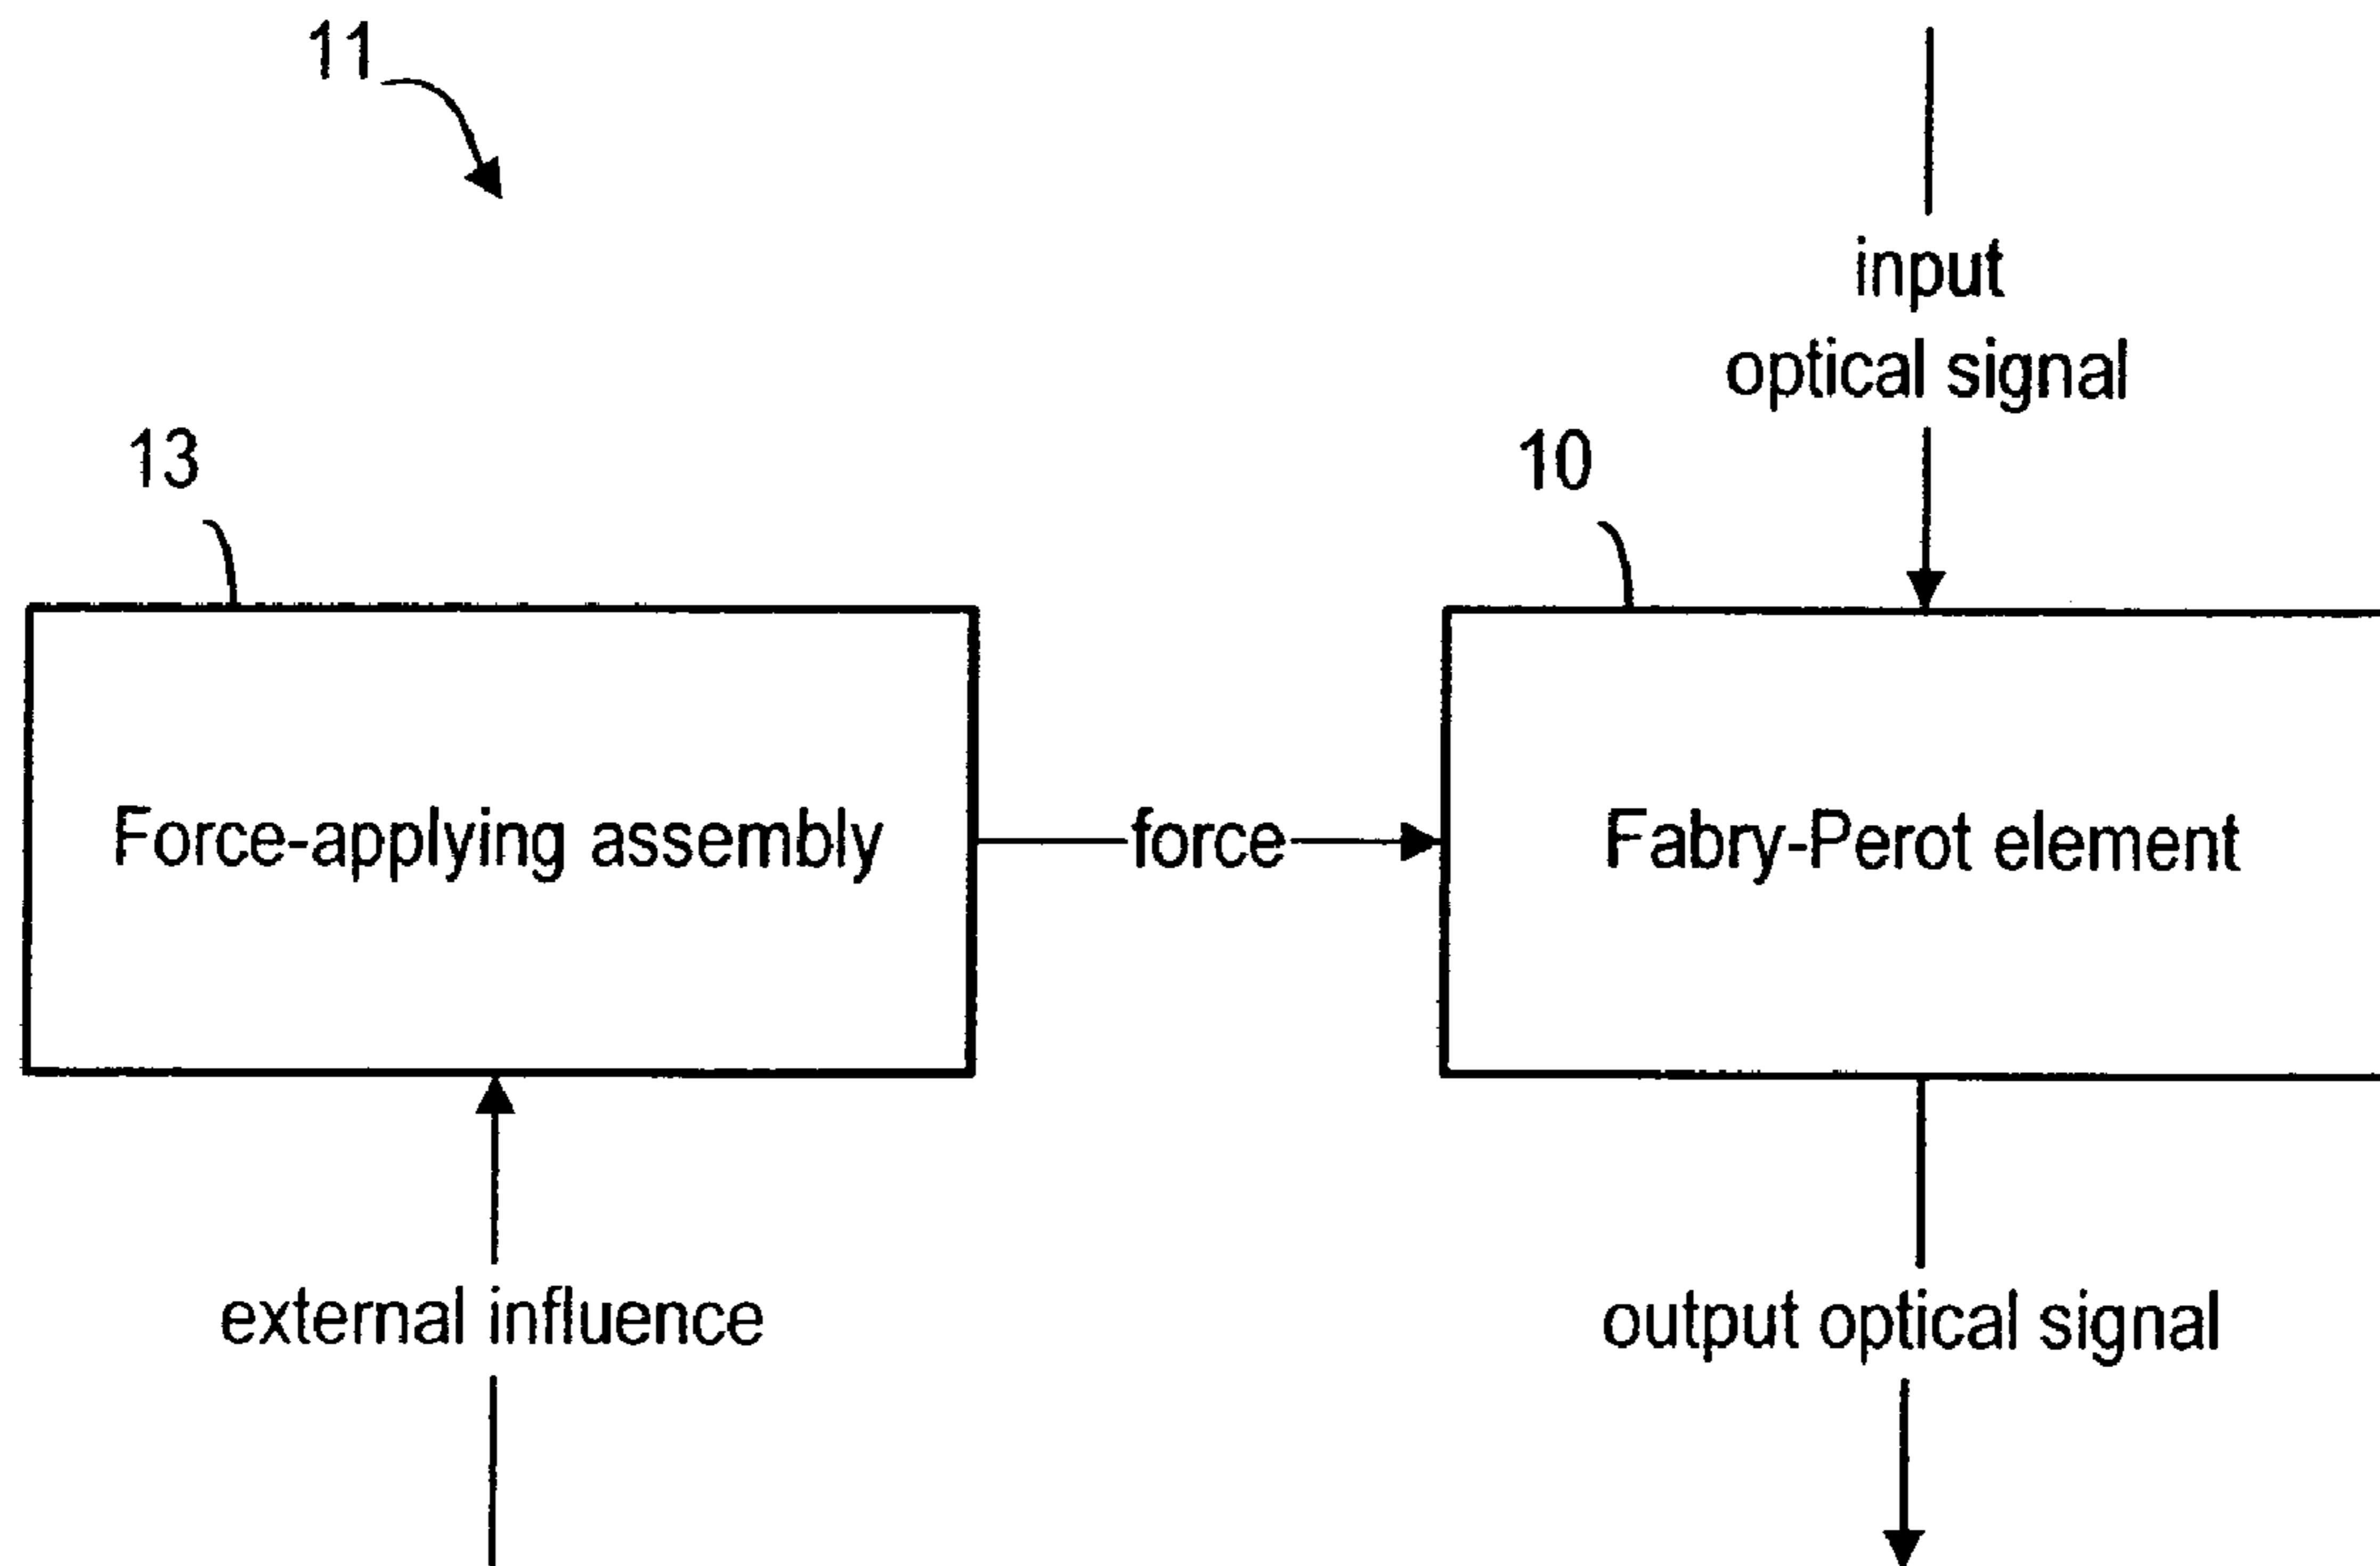 11
input
optical signal
13
10
Force-applying assembly
force
Fabry-Perot element
external influence
output optical signal